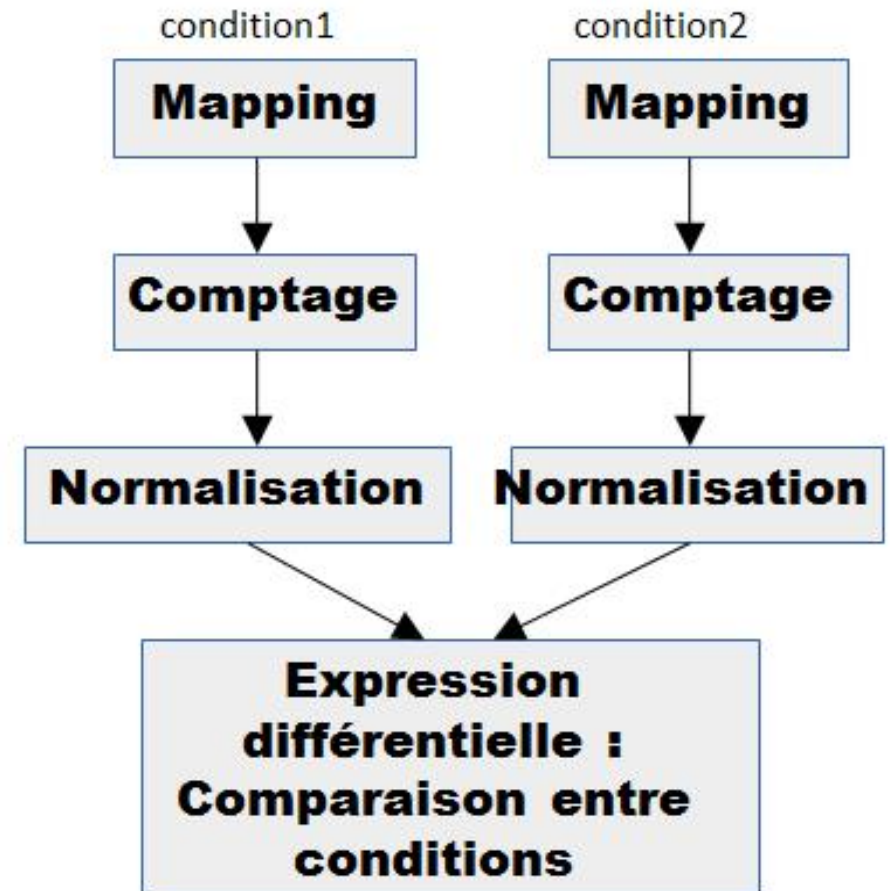 condition1
condition2
Mapping
Mapping
Comptage
Comptage
Normalisation
Normalisation
Expression
différentielle :
Comparaison entre
conditions